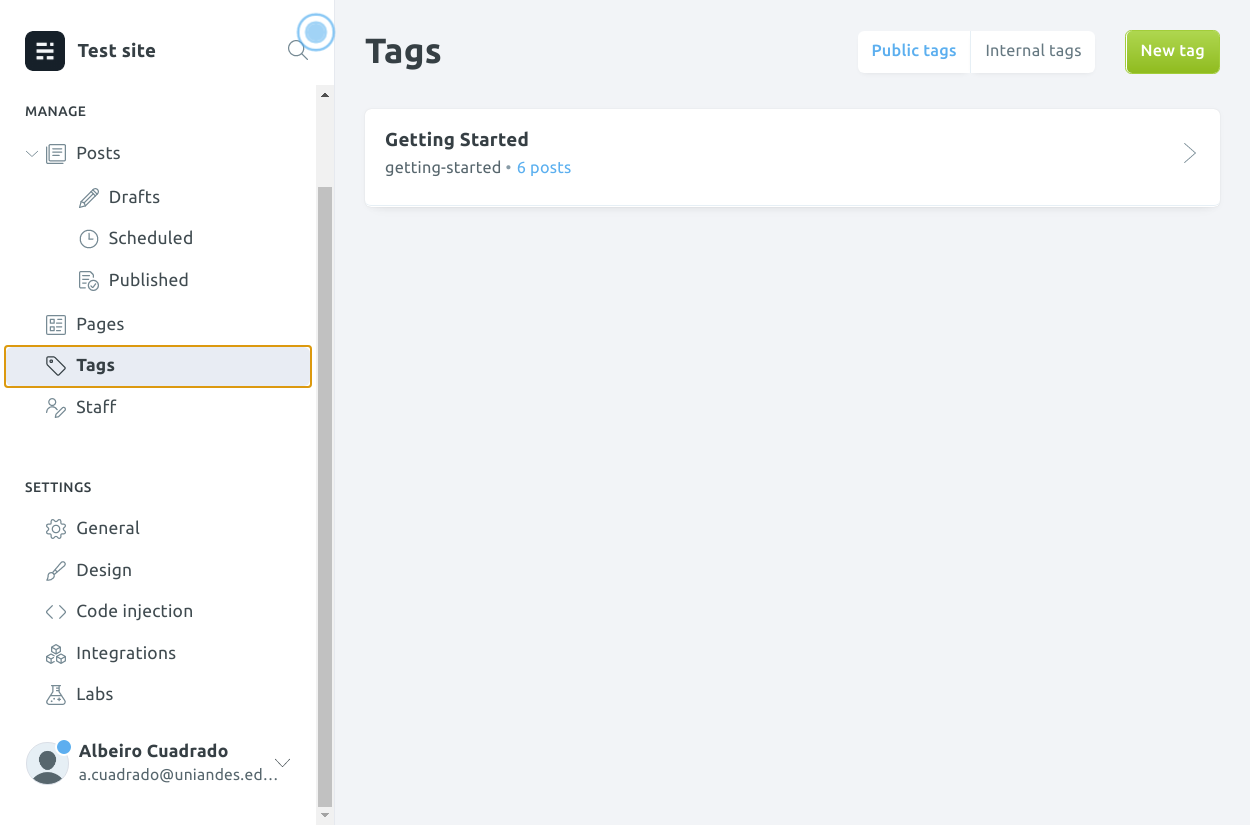 Test site
MANAGE
Posts
Drafts
Scheduled
Published
Pages
Tags
Staff
SETTINGS
General
Design
Code injection
Integrations
Labs
Albeiro Cuadrado
a.cuadrado@uniandes.ed...
Tags
Public tags
Internal tags
New tag
Getting Started
getting-started • 6 posts